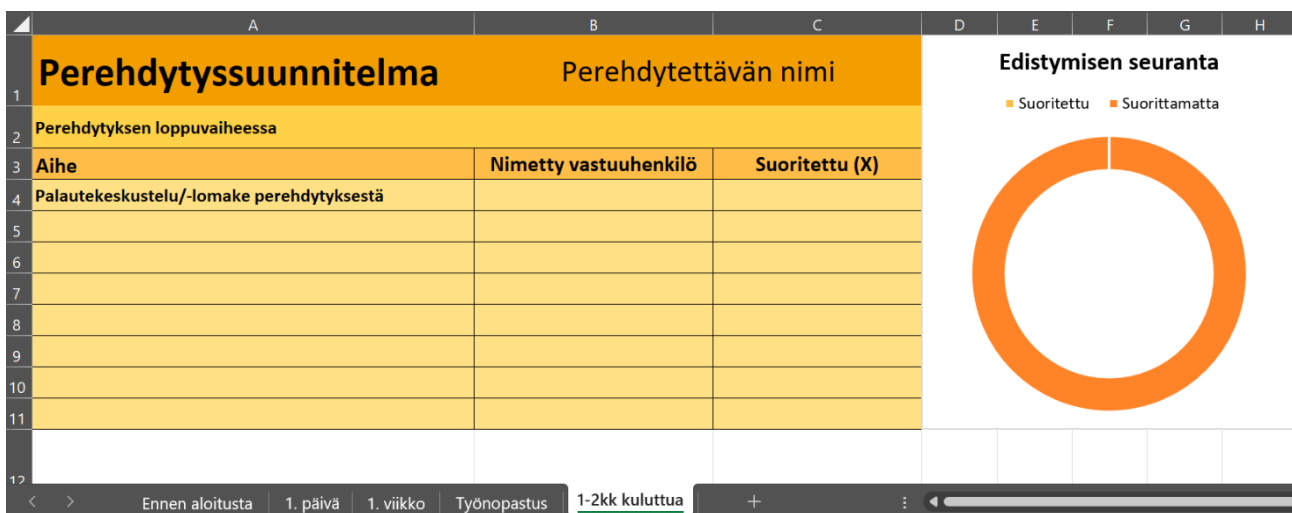 A B C D E F G H
1 Perehdytyssuunnitelma Perehdytettävän nimi
Edistymisen seuranta
Suoritettu Suorittamatta
2 Perehdytyksen loppuvaiheessa
3 Aihe Nimetty vastuuhenkilö Suoritettu (X)
4 Palautekeskustelu/-lomake perehdytyksestä
5
6
7
8
9
10
11
12
Ennen aloitusta 1. päivä 1. viikko Työnopastus 1-2kk kuluttua